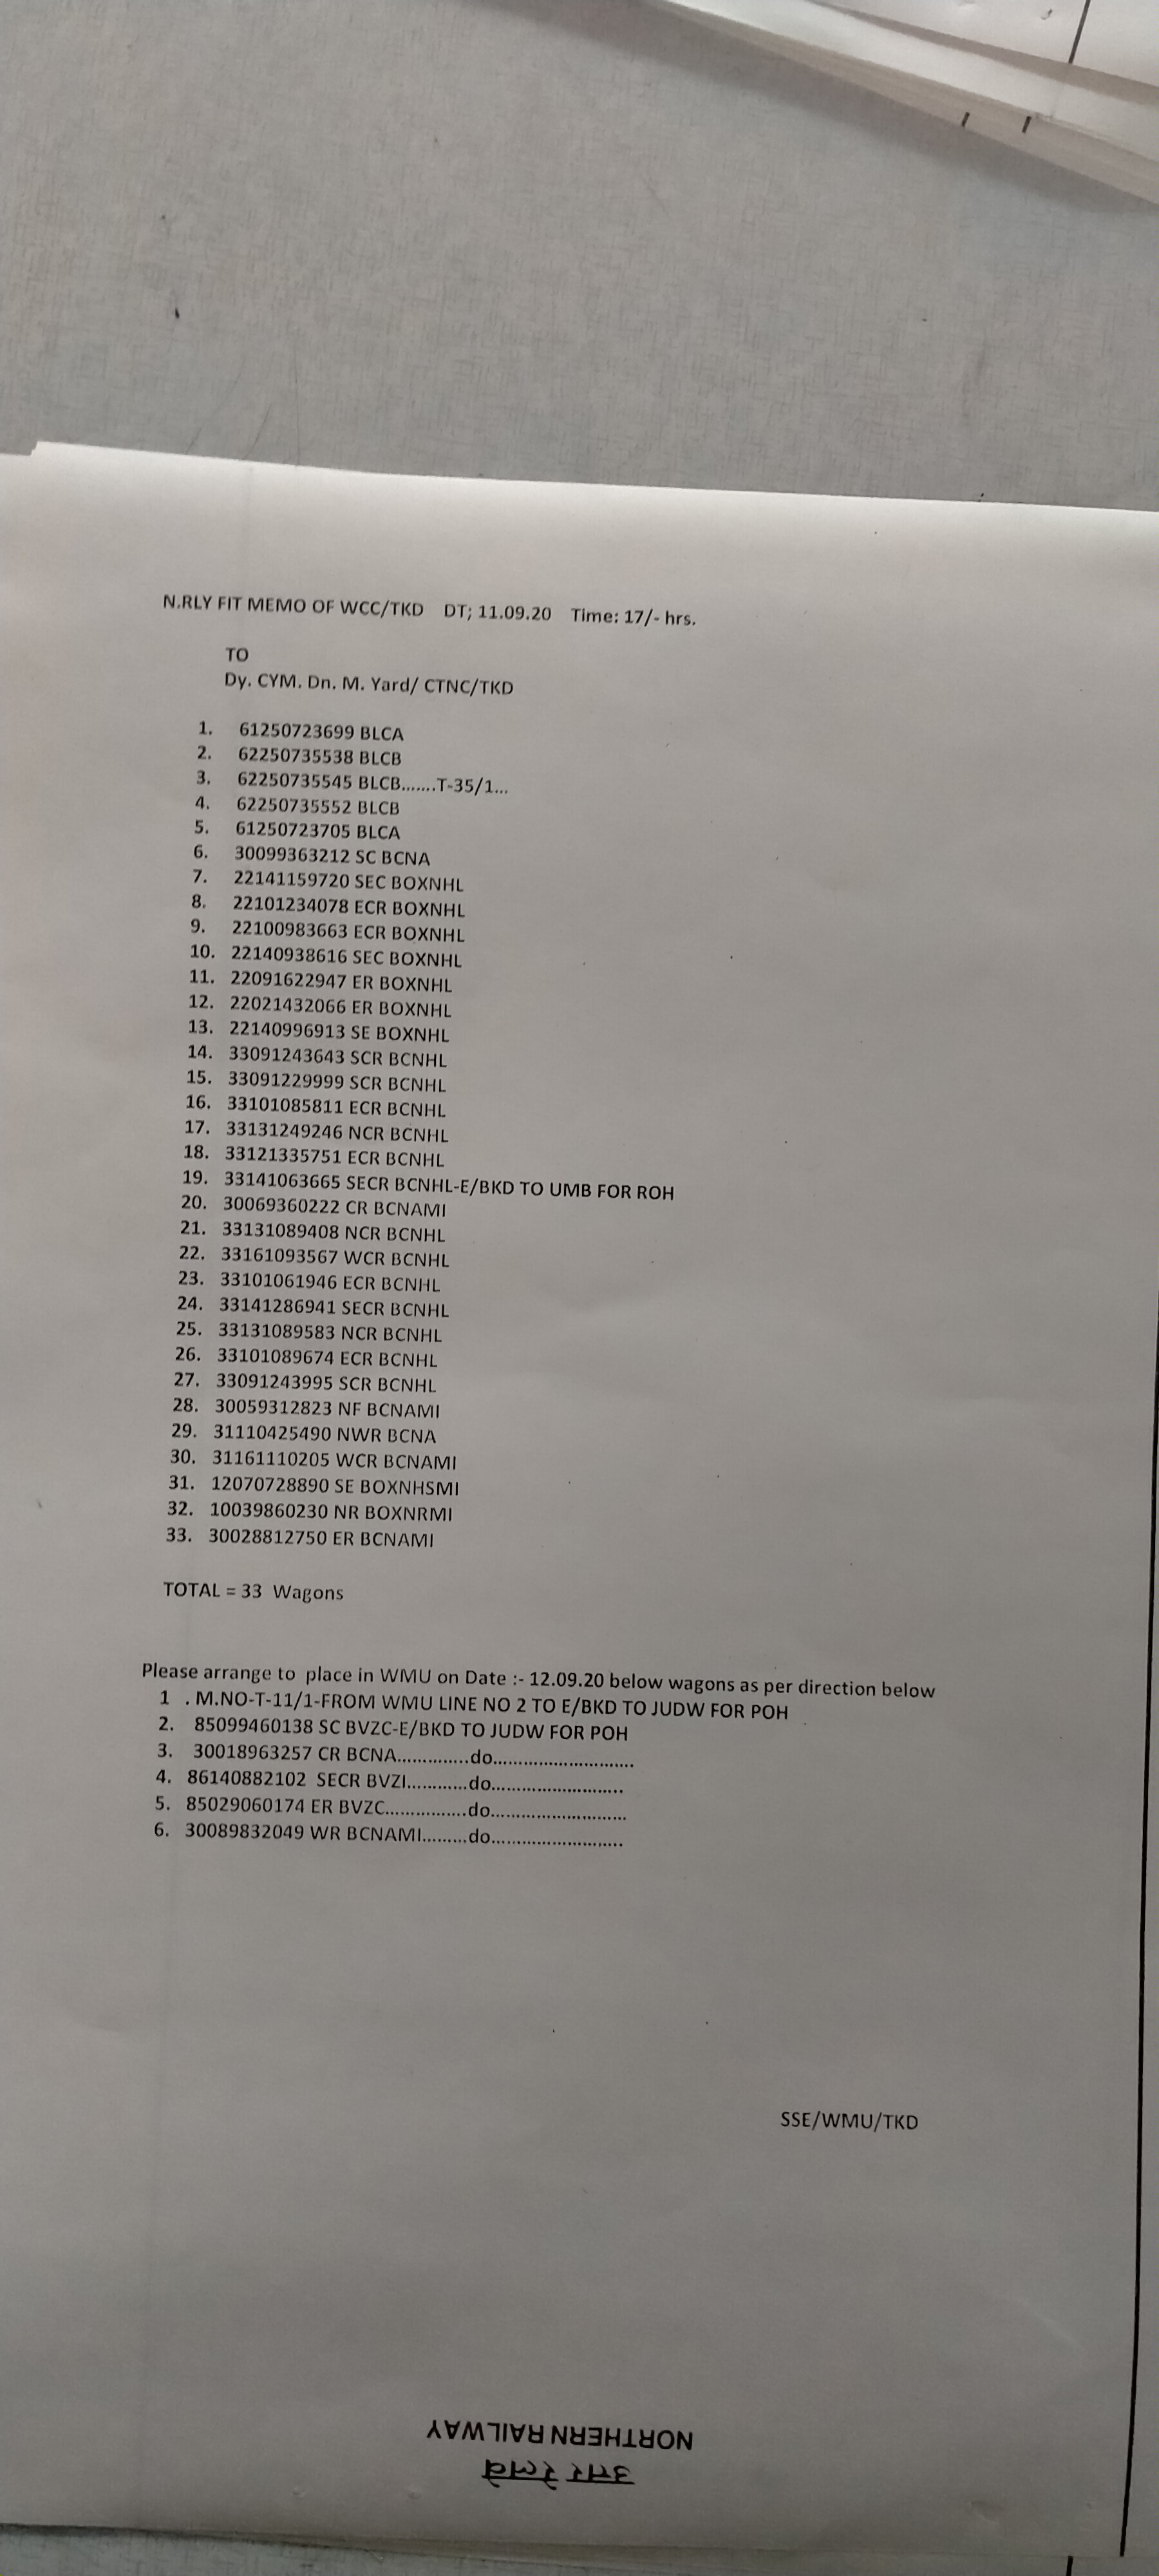 N.RLY FIT MEMO OF WCC/TKD DT; 11.09.20 Time: 17/- hrs.
TO
Dy. CYM. Dn. M. Yard/ CTNC/TKD
1. 61250723699 BLCA
2. 62250735538 BLCB
3. 62250735545 BLCB.......T-35/1...
4. 62250735552 BLCB
5. 61250723705 BLCA
6. 30099363212 SC BCNA
7. 22141159720 SEC BOXNHL
8. 22101234078 ECR BOXNHL
9. 22100983663 ECR BOXNHL
10. 22140938616 SEC BOXNHL
11. 22091622947 ER BOXNHL
12. 22021432066 ER BOXNHL
13. 22140996913 SE BOXNHL
14. 33091243643 SCR BCNHL
15. 33091229999 SCR BCNHL
16. 33101085811 ECR BCNHL
17. 33131249246 NCR BCNHL
18. 33121335751 ECR BCNHL
19. 33141063665 SECR BCNHL-E/BKD TO UMB FOR ROH
20. 30069360222 CR BCNAMI
21. 33131089408 NCR BCNHL
22. 33161093567 WCR BCNHL
23. 33101061946 ECR BCNHL
24. 33141286941 SECR BCNHL
25. 33131089583 NCR BCNHL
26. 33101089674 ECR BCNHL
27. 33091243995 SCR BCNHL
28. 30059312823 NF BCNAMI
29. 31110425490 NWR BCNA
30. 31161110205 WCR BCNAMI
31. 12070728890 SE BOXNHSMI
32. 10039860230 NR BOXNRMI
33. 30028812750 ER BCNAMI
TOTAL = 33 Wagons
Please arrange to place in WMU on Date :- 12.09.20 below wagons as per direction below
1 . M.NO-T-11/1-FROM WMU LINE NO 2 TO E/BKD TO JUDW FOR POH
2. 85099460138 SC BVZC-E/BKD TO JUDW FOR POH
3. 30018963257 CR BCNA..............do............................
4. 86140882102 SECR BVZI............do..........................
5. 85029060174 ER BVZC................do...........................
6. 30089832049 WR BCNAMI.........do..........................
SSE/WMU/TKD
उत्तर रेलवे
NORTHERN RAILWAY